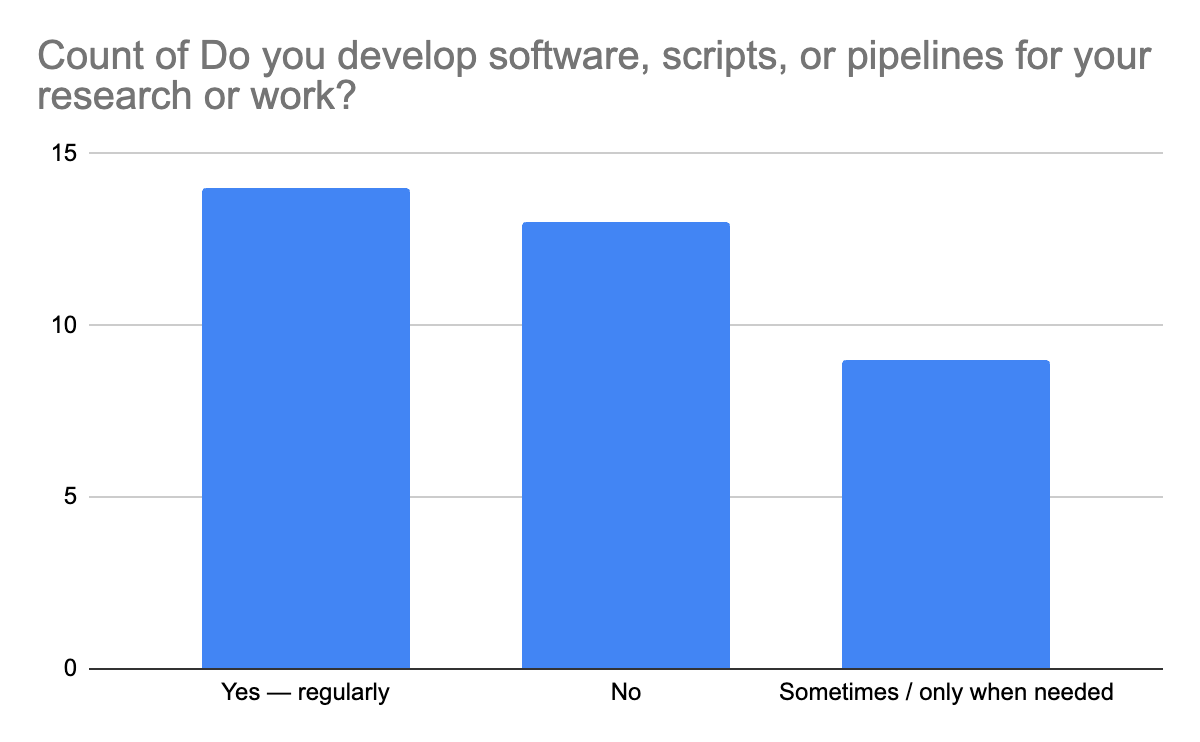 Count of Do you develop software, scripts, or pipelines for your
research or work?
15
10
5
0
Yes — regularly
No
Sometimes / only when needed